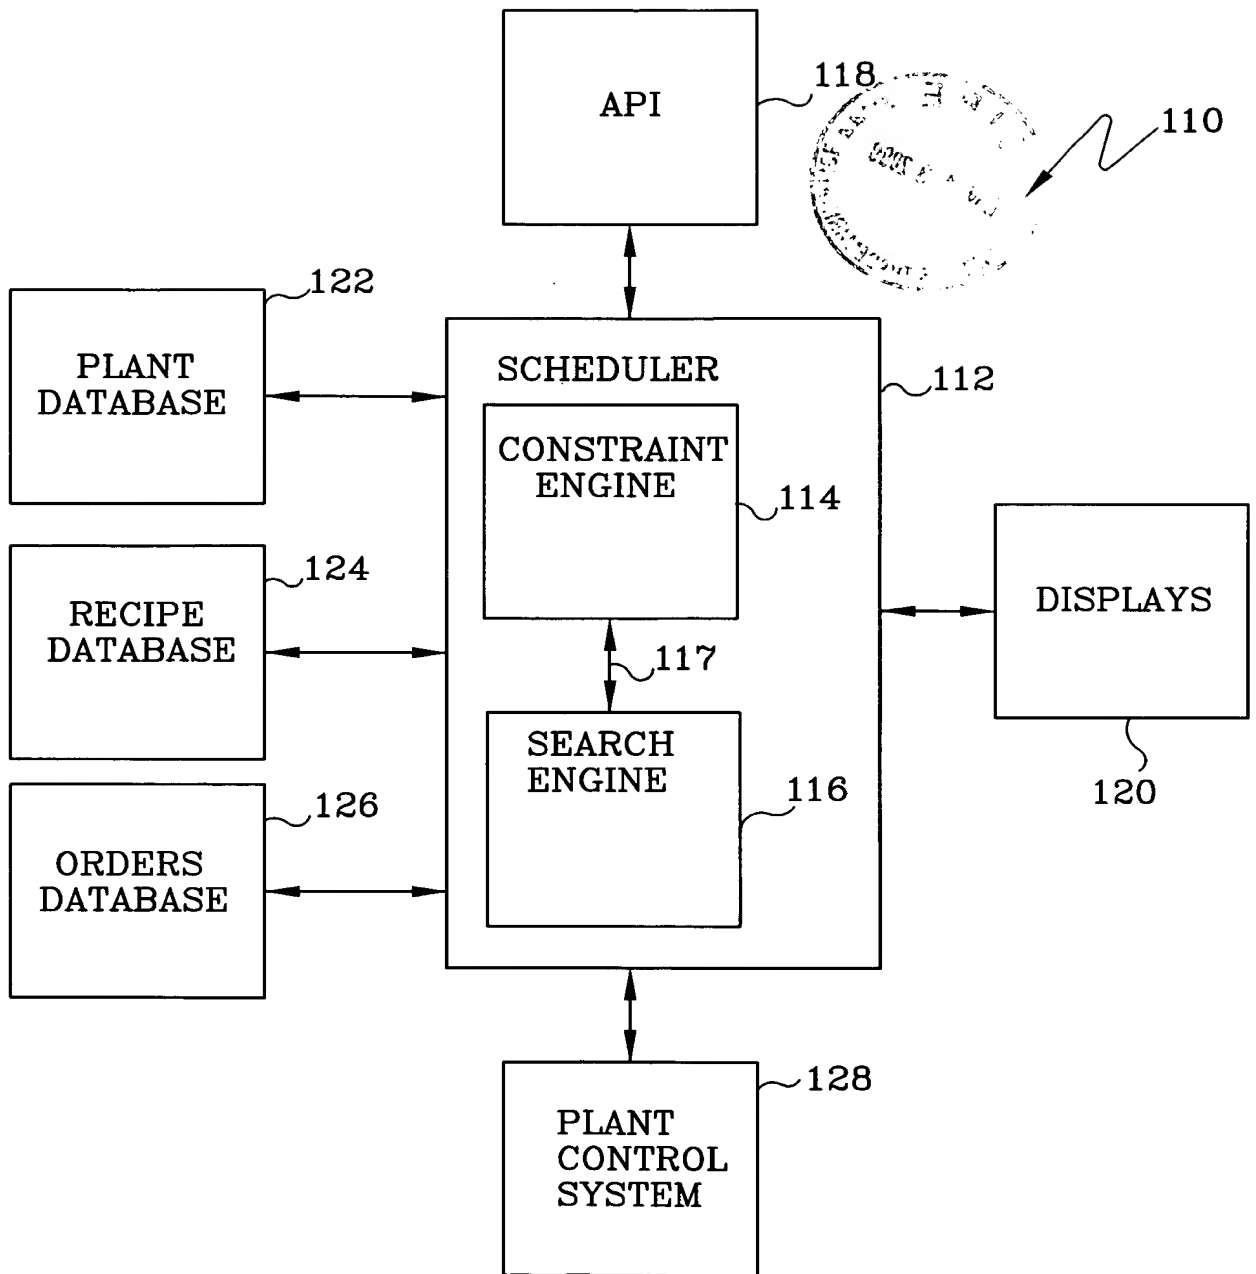 API
118
110
122
PLANT
DATABASE
SCHEDULER
112
CONSTRAINT
ENGINE
114
124
RECIPE
DATABASE
DISPLAYS
117
120
SEARCH
ENGINE
116
126
ORDERS
DATABASE
128
PLANT
CONTROL
SYSTEM